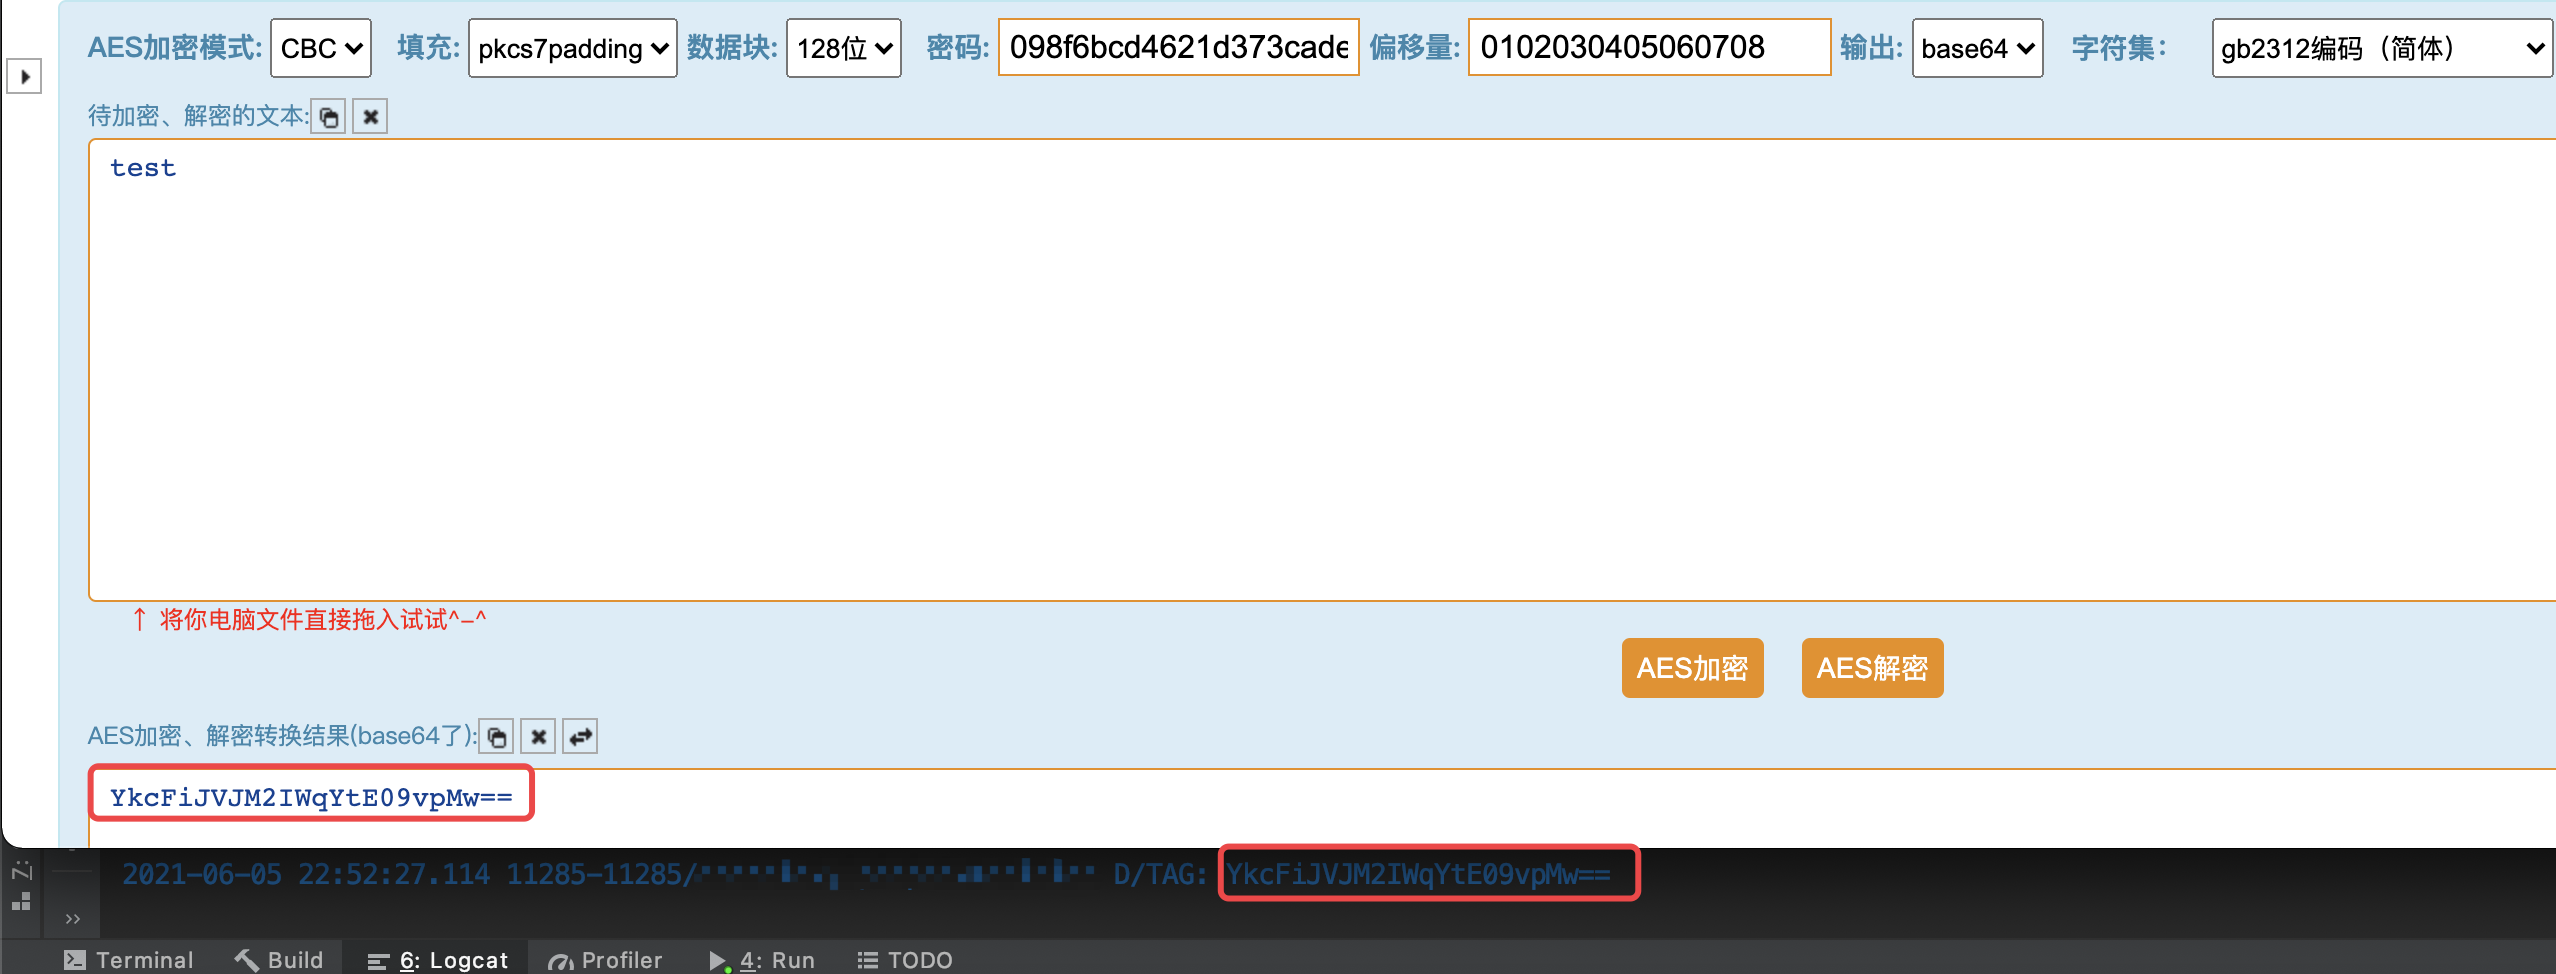 AES加密模式: CBC 填充: pkcs7padding 数据块: 128位 密码: 098f6bcd4621d373cade 偏移量: 0102030405060708 输出: base64 字符集： gb2312编码（简体）
待加密、解密的文本:
test
↑ 将你电脑文件直接拖入试试^-^
AES加密 AES解密
AES加密、解密转换结果(base64了):
YkcFiJVJM2IWqYtE09vpMw==
2021-06-05 22:52:27.114 11285-11285/ D/TAG: YkcFiJVJM2IWqYtE09vpMw==
Z:
>>
Terminal Build 6: Logcat Profiler 4: Run TODO